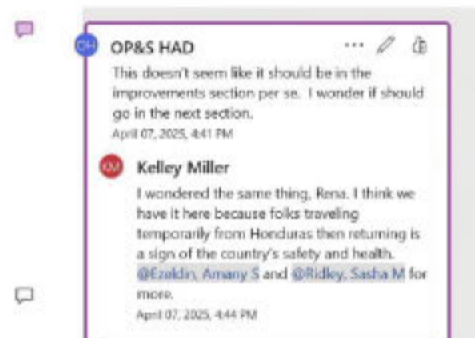 OH OP&S HAD
This doesn't seem like it should be in the
improvements section per se. I wonder if should
go in the next section.
April 07, 2025, 4:41 PM
KM Kelley Miller
I wondered the same thing, Rena. I think we
have it here because folks traveling
temporarily from Honduras then returning is
a sign of the country's safety and health.
@Ezeldin, Amany S and @Ridley, Sasha M for
more.
April 07, 2025, 4:44 PM